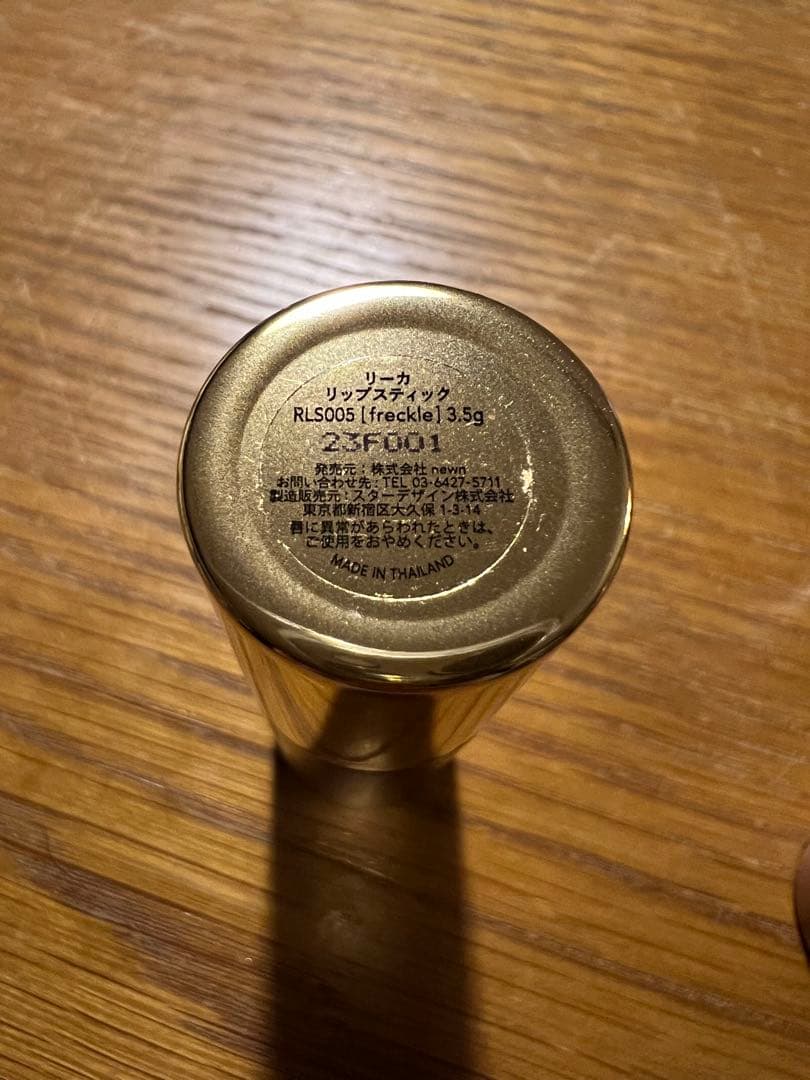 リーカ
リップスティック
RLS005 [freckle] 3.5g
23F001
発売元：株式会社 newn
お問い合わせ先：TEL 03-6427-5711
製造販売元：スターデザイン株式会社
東京都新宿区大久保 1-3-14
唇に異常があらわれたときは、
ご使用をおやめください。
MADE IN THAILAND